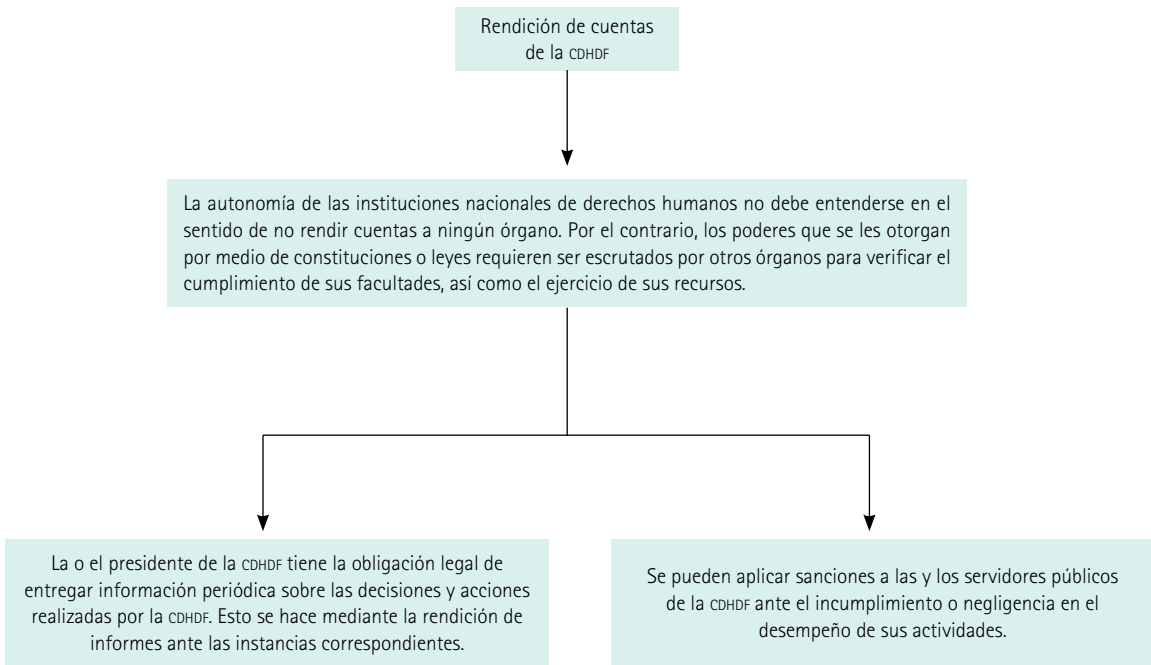 Rendición de cuentas
de la CDHDF
La autonomía de las instituciones nacionales de derechos humanos no debe entenderse en el
sentido de no rendir cuentas a ningún órgano. Por el contrario, los poderes que se les otorgan
por medio de constituciones o leyes requieren ser escrutados por otros órganos para verificar el
cumplimiento de sus facultades, así como el ejercicio de sus recursos.
La o el presidente de la CDHDF tiene la obligación legal de
entregar información periódica sobre las decisiones y acciones
realizadas por la CDHDF. Esto se hace mediante la rendición de
informes ante las instancias correspondientes.
Se pueden aplicar sanciones a las y los servidores públicos
de la CDHDF ante el incumplimiento o negligencia en el
desempeño de sus actividades.